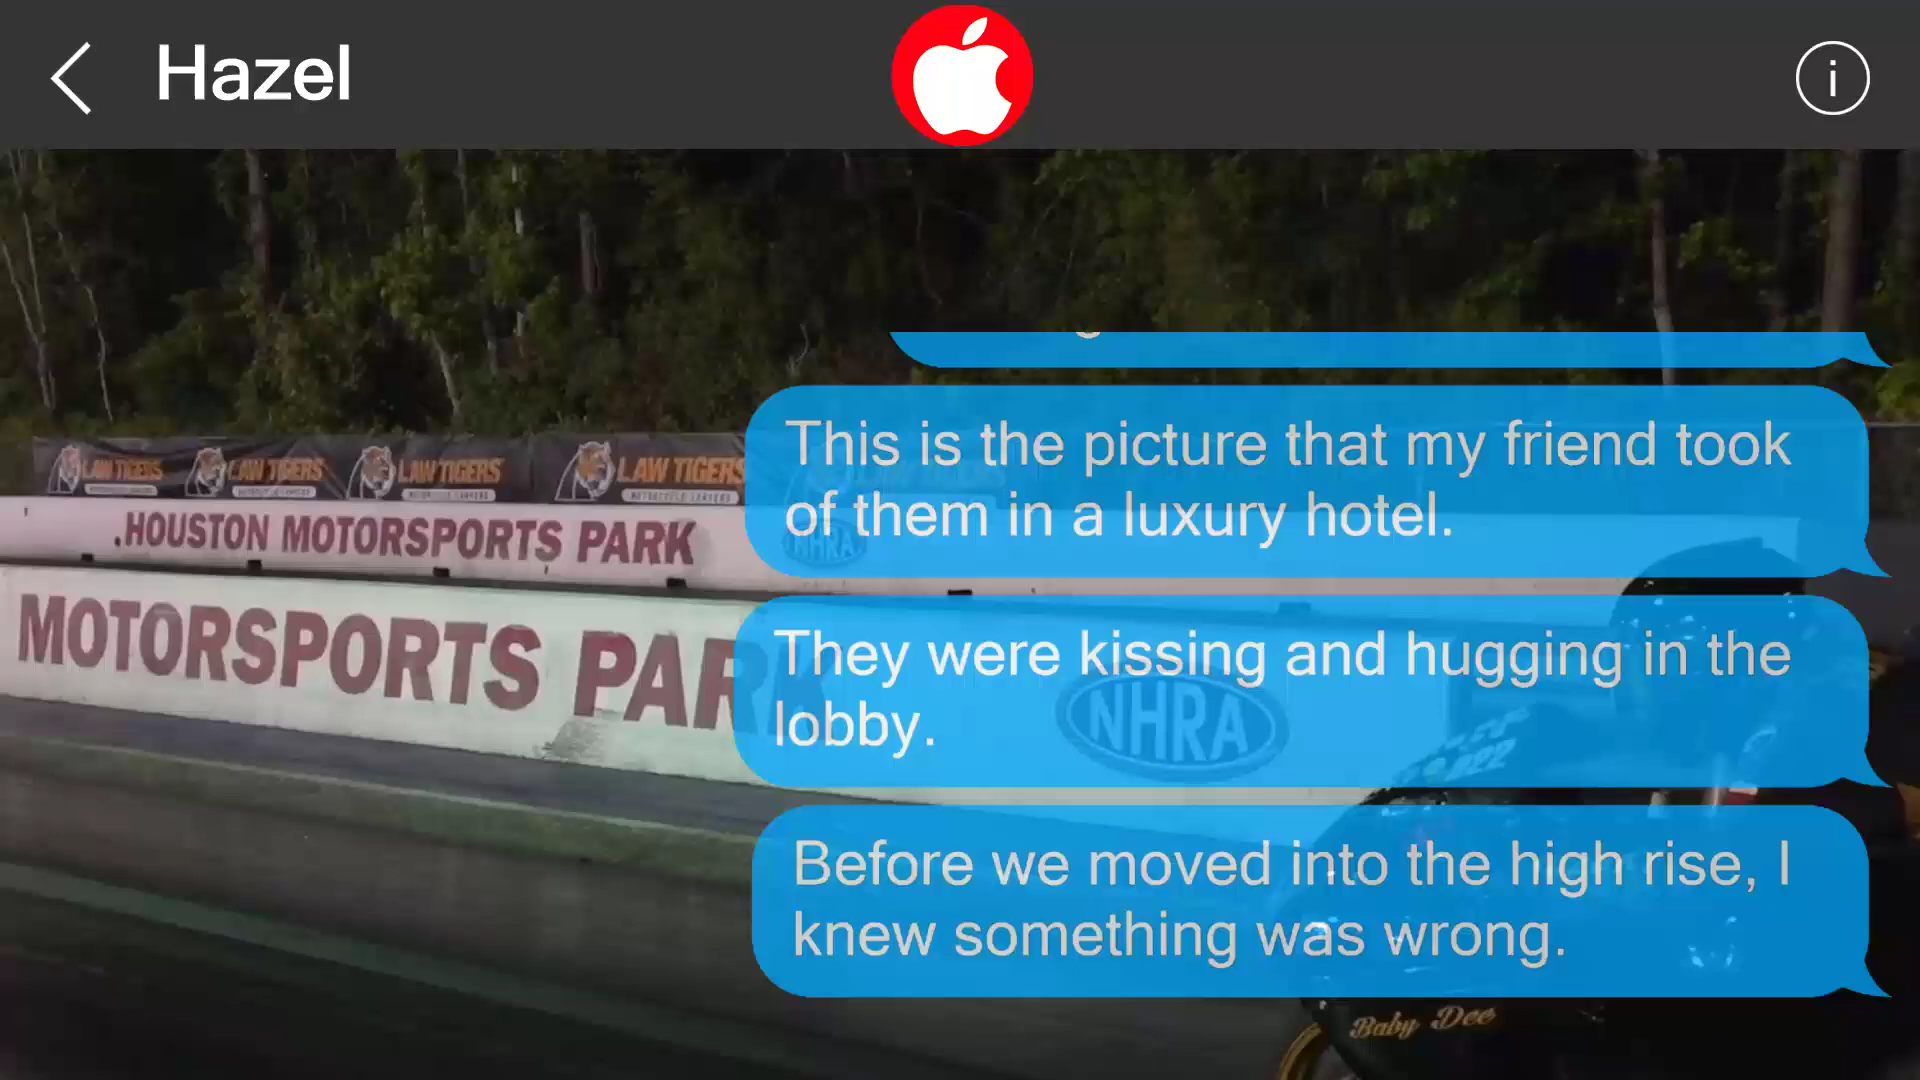 Hazel
This is the picture that my friend took
of them in a luxury hotel.
They were kissing and hugging in the
lobby.
Before we moved into the high rise, I
knew something was wrong.
LAW TIGERS LAW TIGERS LAW TIGERS LAW TIGERS
.HOUSTON MOTORSPORTS PARK NHRA
MOTORSPORTS PARK NHRA
Baby Dee